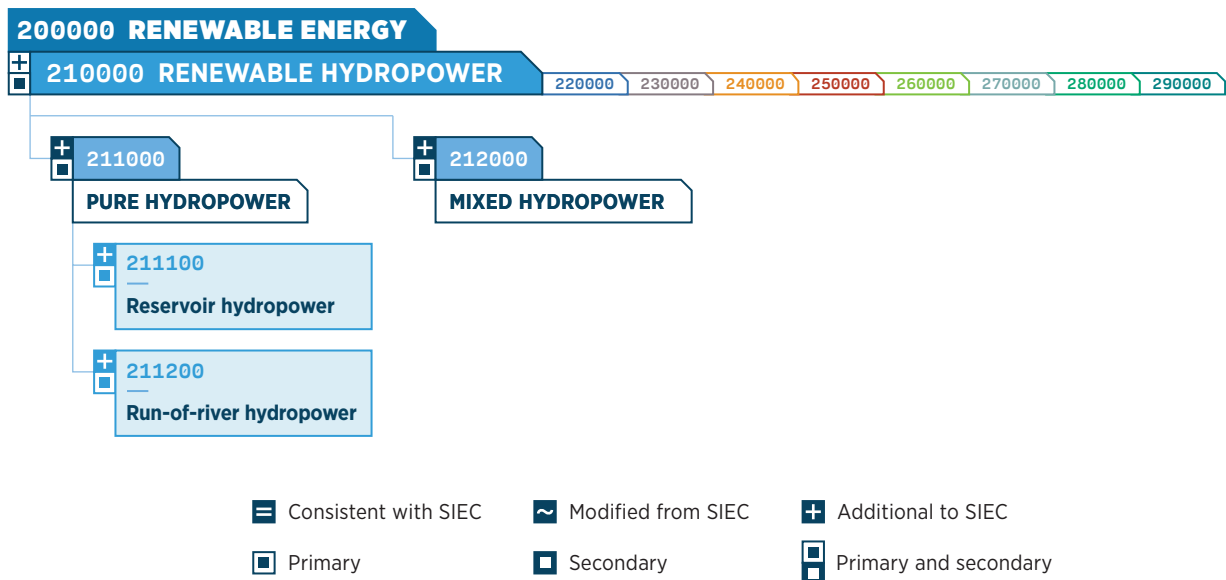 200000 RENEWABLE ENERGY
210000 RENEWABLE HYDROPOWER
220000 230000 240000 250000 260000 270000 280000 290000
211000
PURE HYDROPOWER
212000
MIXED HYDROPOWER
211100
Reservoir hydropower
211200
Run-of-river hydropower
= Consistent with SIEC ~ Modified from SIEC + Additional to SIEC
Primary Secondary Primary and secondary